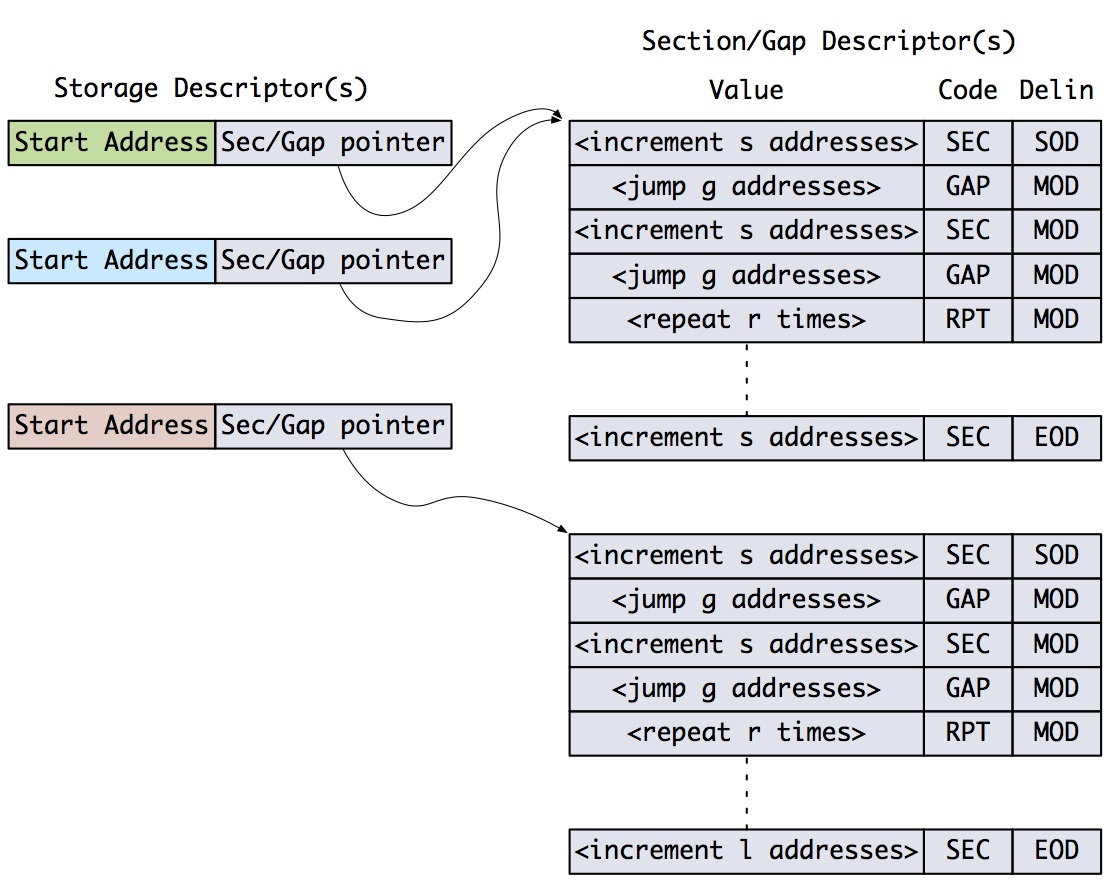 Section/Gap Descriptor(s)
Storage Descriptor(s)
Value Code Delin
Start Address Sec/Gap pointer
<increment s addresses> SEC SOD
<jump g addresses> GAP MOD
<increment s addresses> SEC MOD
Start Address Sec/Gap pointer
<jump g addresses> GAP MOD
<repeat r times> RPT MOD
Start Address Sec/Gap pointer
<increment s addresses> SEC EOD
<increment s addresses> SEC SOD
<jump g addresses> GAP MOD
<increment s addresses> SEC MOD
<jump g addresses> GAP MOD
<repeat r times> RPT MOD
<increment l addresses> SEC EOD